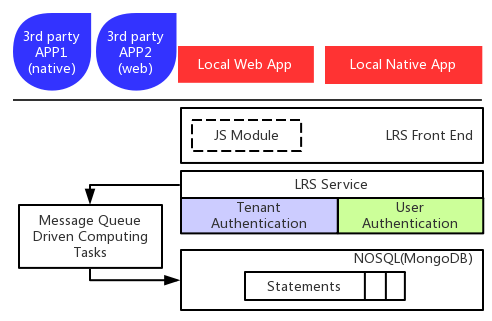 3rd party
APP1
(native)
3rd party
APP2
(web)
Local Web App
Local Native App
JS Module
LRS Front End
LRS Service
Tenant
Authentication
User
Authentication
Message Queue
Driven Computing
Tasks
NOSQL(MongoDB)
Statements